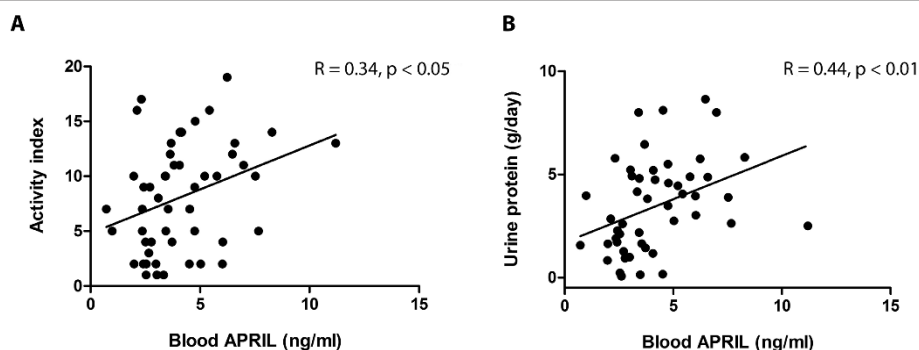 A
R = 0.34, p < 0.05
Activity index
20
15
10
5
0
0 5 10 15
Blood APRIL (ng/ml)
B
R = 0.44, p < 0.01
Urine protein (g/day)
10
5
0
0 5 10 15
Blood APRIL (ng/ml)